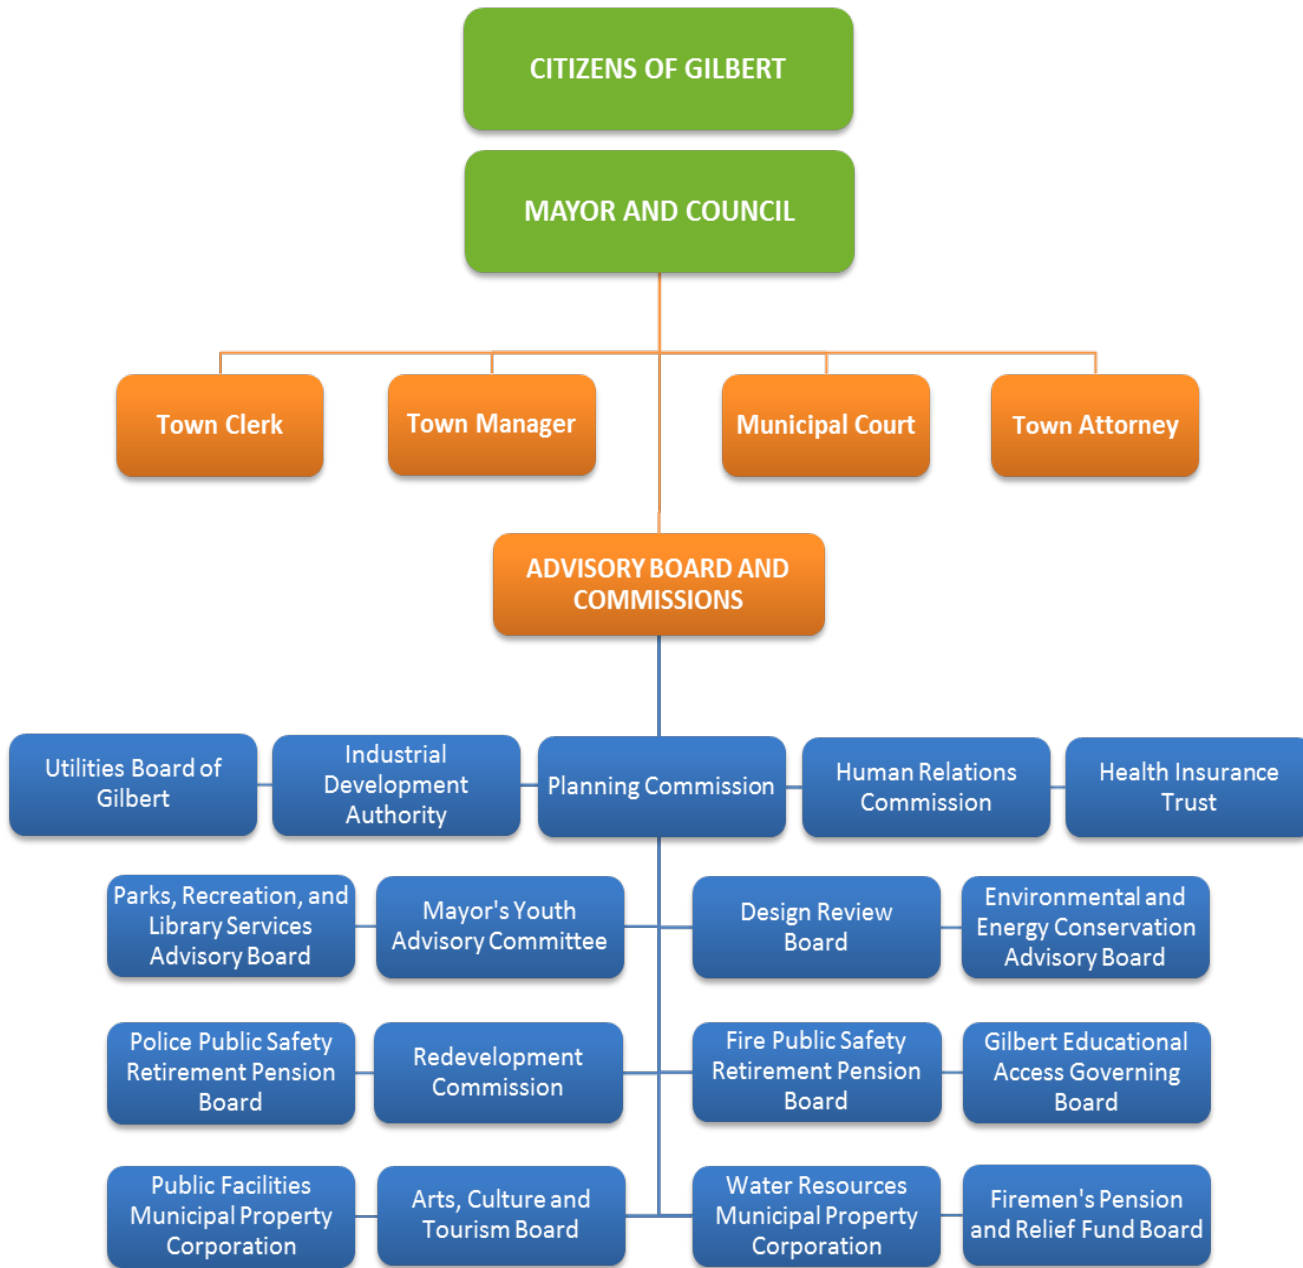 CITIZENS OF GILBERT
MAYOR AND COUNCIL
Town Clerk
Town Manager
Municipal Court
Town Attorney
ADVISORY BOARD AND
COMMISSIONS
Utilities Board of
Gilbert
Industrial
Development
Authority
Planning Commission
Human Relations
Commission
Health Insurance
Trust
Parks, Recreation, and
Library Services
Advisory Board
Mayor's Youth
Advisory Committee
Design Review
Board
Environmental and
Energy Conservation
Advisory Board
Police Public Safety
Retirement Pension
Board
Redevelopment
Commission
Fire Public Safety
Retirement Pension
Board
Gilbert Educational
Access Governing
Board
Public Facilities
Municipal Property
Corporation
Arts, Culture and
Tourism Board
Water Resources
Municipal Property
Corporation
Firemen's Pension
and Relief Fund Board